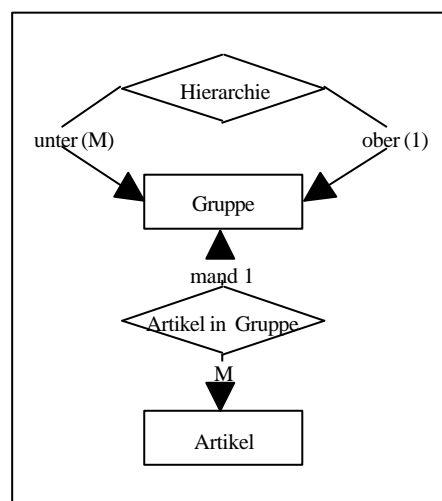 Hierarchie
unter (M)
ober (1)
Gruppe
mand 1
Artikel in Gruppe
M
Artikel